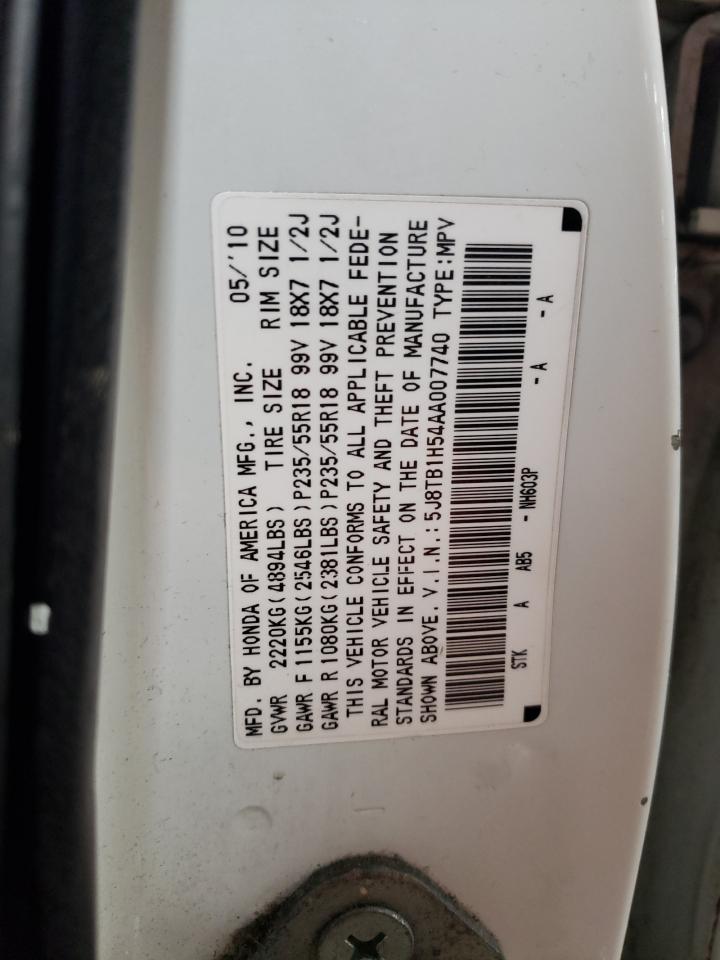 MFD. BY HONDA OF AMERICA MFG., INC. 05/'10
GVWR 2220KG(4894LBS) TIRE SIZE RIM SIZE
GAWR F 1155KG(2546LBS)P235/55R18 99V 18X7 1/2J
GAWR R 1080KG(2381LBS)P235/55R18 99V 18X7 1/2J
THIS VEHICLE CONFORMS TO ALL APPLICABLE FEDE-
RAL MOTOR VEHICLE SAFETY AND THEFT PREVENTION
STANDARDS IN EFFECT ON THE DATE OF MANUFACTURE
SHOWN ABOVE. V.I.N.:5J8TB1H54AA007740 TYPE:MPV
STK A AB5 - NH603P - A - A